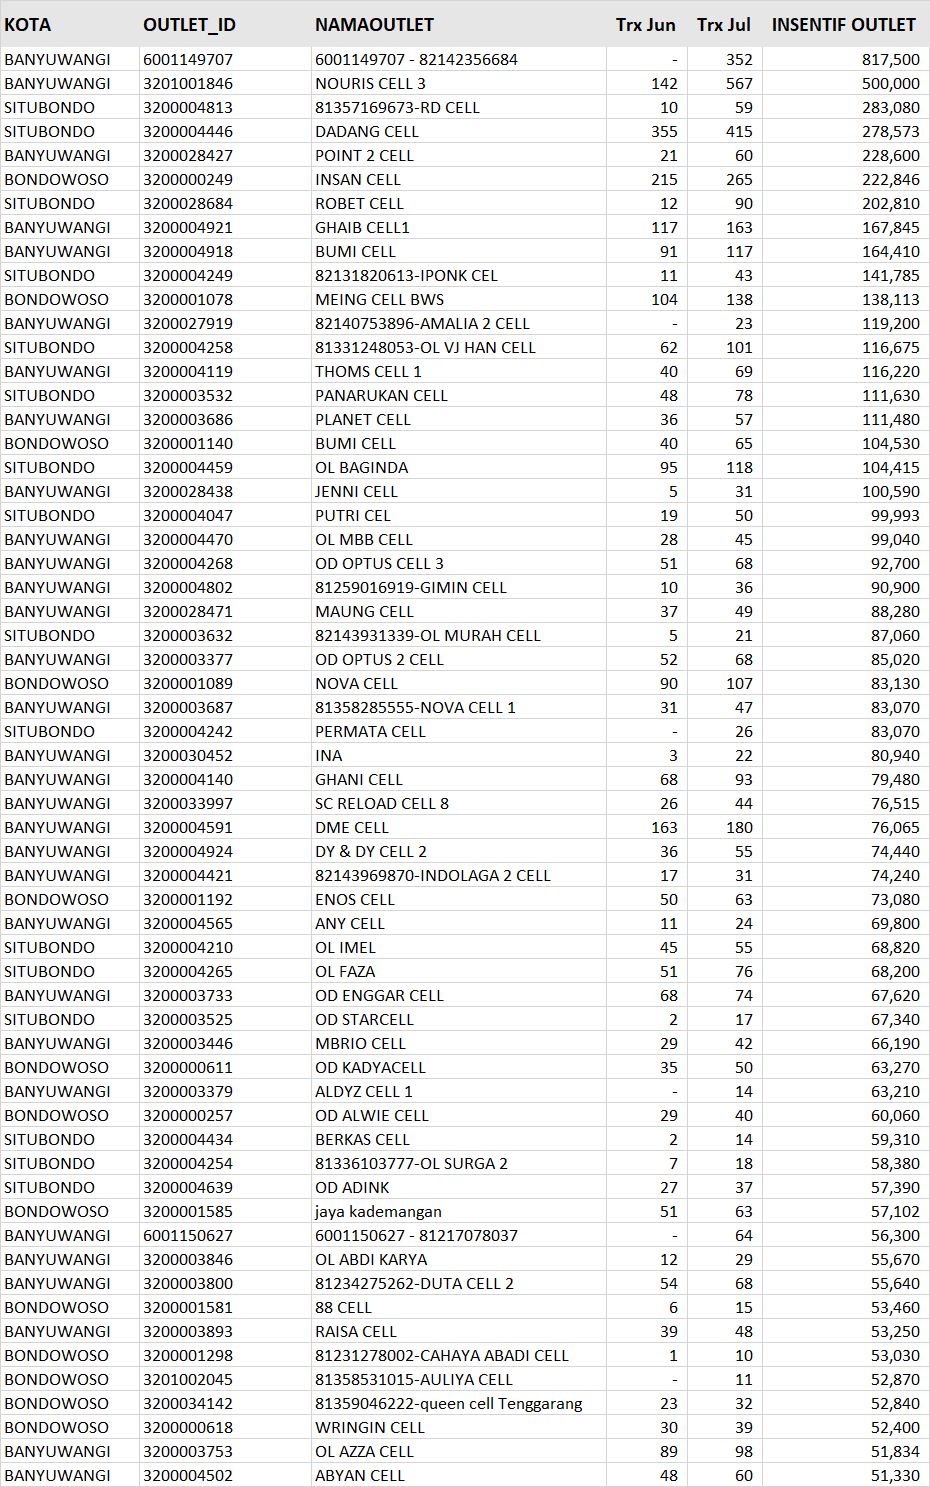 KOTA OUTLET_ID NAMAOUTLET Trx Jun Trx Jul INSENTIF OUTLET
BANYUWANGI 6001149707 6001149707 - 82142356684 - 352 817,500
BANYUWANGI 3201001846 NOURIS CELL 3 142 567 500,000
SITUBONDO 3200004813 81357169673-RD CELL 10 59 283,080
SITUBONDO 3200004446 DADANG CELL 355 415 278,573
BANYUWANGI 3200028427 POINT 2 CELL 21 60 228,600
BONDOWOSO 3200000249 INSAN CELL 215 265 222,846
SITUBONDO 3200028684 ROBET CELL 12 90 202,810
BANYUWANGI 3200004921 GHAIB CELL1 117 163 167,845
BANYUWANGI 3200004918 BUMI CELL 91 117 164,410
SITUBONDO 3200004249 82131820613-IPONK CEL 11 43 141,785
BONDOWOSO 3200001078 MEING CELL BWS 104 138 138,113
BANYUWANGI 3200027919 82140753896-AMALIA 2 CELL - 23 119,200
SITUBONDO 3200004258 81331248053-OL VJ HAN CELL 62 101 116,675
BANYUWANGI 3200004119 THOMS CELL 1 40 69 116,220
SITUBONDO 3200003532 PANARUKAN CELL 48 78 111,630
BANYUWANGI 3200003686 PLANET CELL 36 57 111,480
BONDOWOSO 3200001140 BUMI CELL 40 65 104,530
SITUBONDO 3200004459 OL BAGINDA 95 118 104,415
BANYUWANGI 3200028438 JENNI CELL 5 31 100,590
SITUBONDO 3200004047 PUTRI CEL 19 50 99,993
BANYUWANGI 3200004470 OL MBB CELL 28 45 99,040
BANYUWANGI 3200004268 OD OPTUS CELL 3 51 68 92,700
BANYUWANGI 3200004802 81259016919-GIMIN CELL 10 36 90,900
BANYUWANGI 3200028471 MAUNG CELL 37 49 88,280
SITUBONDO 3200003632 82143931339-OL MURAH CELL 5 21 87,060
BANYUWANGI 3200003377 OD OPTUS 2 CELL 52 68 85,020
BONDOWOSO 3200001089 NOVA CELL 90 107 83,130
BANYUWANGI 3200003687 81358285555-NOVA CELL 1 31 47 83,070
SITUBONDO 3200004242 PERMATA CELL - 26 83,070
BANYUWANGI 3200030452 INA 3 22 80,940
BANYUWANGI 3200004140 GHANI CELL 68 93 79,480
BANYUWANGI 3200033997 SC RELOAD CELL 8 26 44 76,515
BANYUWANGI 3200004591 DME CELL 163 180 76,065
BANYUWANGI 3200004924 DY & DY CELL 2 36 55 74,440
BANYUWANGI 3200004421 82143969870-INDOLAGA 2 CELL 17 31 74,240
BONDOWOSO 3200001192 ENOS CELL 50 63 73,080
BANYUWANGI 3200004565 ANY CELL 11 24 69,800
SITUBONDO 3200004210 OL IMEL 45 55 68,820
SITUBONDO 3200004265 OL FAZA 51 76 68,200
BANYUWANGI 3200003733 OD ENGGAR CELL 68 74 67,620
SITUBONDO 3200003525 OD STARCELL 2 17 67,340
BANYUWANGI 3200003446 MBRIO CELL 29 42 66,190
BONDOWOSO 3200000611 OD KADYACELL 35 50 63,270
BANYUWANGI 3200003379 ALDYZ CELL 1 - 14 63,210
BONDOWOSO 3200000257 OD ALWIE CELL 29 40 60,060
SITUBONDO 3200004434 BERKAS CELL 2 14 59,310
SITUBONDO 3200004254 81336103777-OL SURGA 2 7 18 58,380
SITUBONDO 3200004639 OD ADINK 27 37 57,390
BONDOWOSO 3200001585 jaya kademangan 51 63 57,102
BANYUWANGI 6001150627 6001150627 - 81217078037 - 64 56,300
BANYUWANGI 3200003846 OL ABDI KARYA 12 29 55,670
BANYUWANGI 3200003800 81234275262-DUTA CELL 2 54 68 55,640
BONDOWOSO 3200001581 88 CELL 6 15 53,460
BANYUWANGI 3200003893 RAISA CELL 39 48 53,250
BONDOWOSO 3200001298 81231278002-CAHAYA ABADI CELL 1 10 53,030
BONDOWOSO 3201002045 81358531015-AULIYA CELL - 11 52,870
BONDOWOSO 3200034142 81359046222-queen cell Tenggarang 23 32 52,840
BONDOWOSO 3200000618 WRINGIN CELL 30 39 52,400
BANYUWANGI 3200003753 OL AZZA CELL 89 98 51,834
BANYUWANGI 3200004502 ABYAN CELL 48 60 51,330